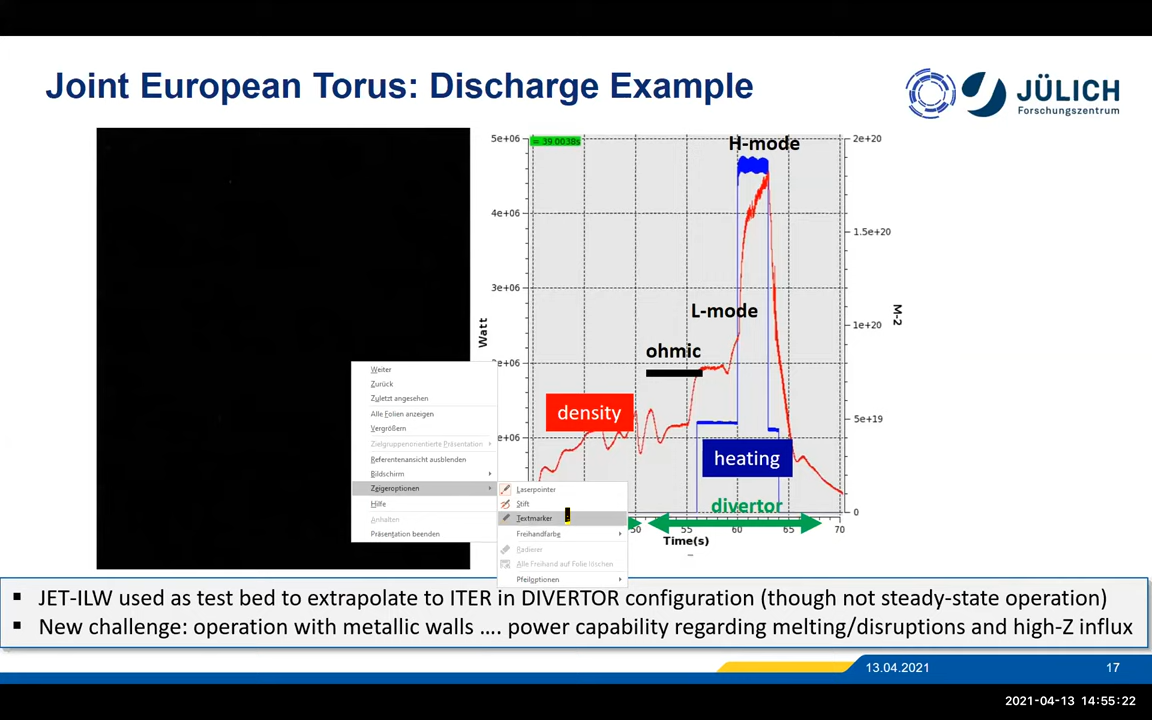 Joint European Torus: Discharge Example
JÜLICH
Forschungszentrum
= 39.0038s
5e+06
4e+06
3e+06
2e+06
e+06
Watt
H-mode
L-mode
ohmic
density
heating
divertor
2e+20
1.5e+20
1e+20
5e+19
0
M-2
50
55
60
65
70
Time(s)
Weiter
Zurück
Zuletzt angesehen
Alle Folien anzeigen
Vergrößern
Zielgruppenorientierte Präsentation
Referentenansicht ausblenden
Bildschirm
Zeigeroptionen
Hilfe
Anhalten
Präsentation beenden
Laserpointer
Stift
Textmarker
Freihandfarbe
Radierer
Alle Freihand auf Folie löschen
Pfeiloptionen
▪ JET-ILW used as test bed to extrapolate to ITER in DIVERTOR configuration (though not steady-state operation)
▪ New challenge: operation with metallic walls .... power capability regarding melting/disruptions and high-Z influx
13.04.2021
17
2021-04-13 14:55:22